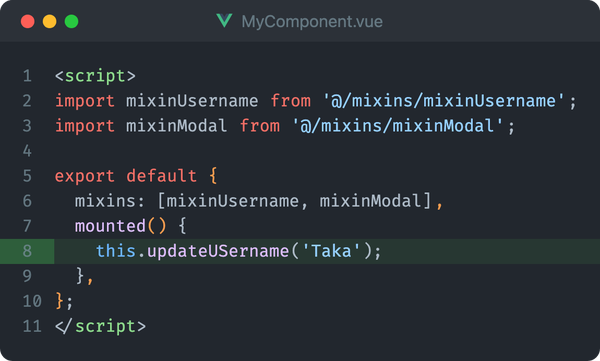 MyComponent.vue
1 <script>
2 import mixinUsername from '@/mixins/mixinUsername';
3 import mixinModal from '@/mixins/mixinModal';
4
5 export default {
6   mixins: [mixinUsername, mixinModal],
7   mounted() {
8     this.updateUSername('Taka');
9   },
10 };
11 </script>